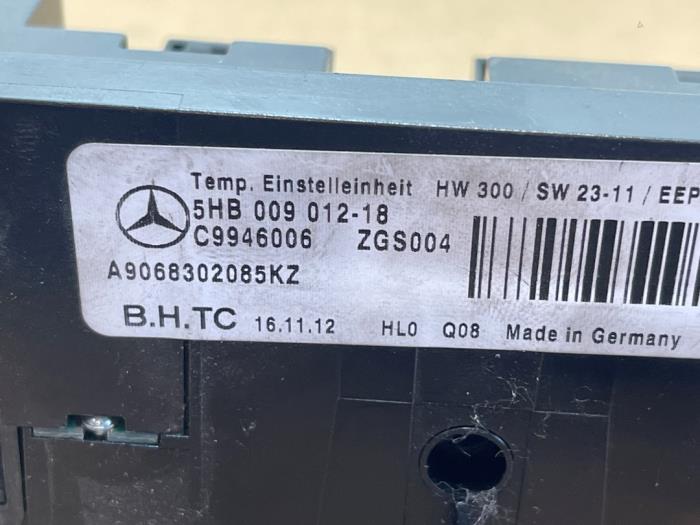 Temp. Einstelleinheit HW 300 / SW 23-11 / EEP
5HB 009 012-18
C9946006 ZGS004
A9068302085KZ
B.H.TC 16.11.12 HL0 Q08 Made in Germany